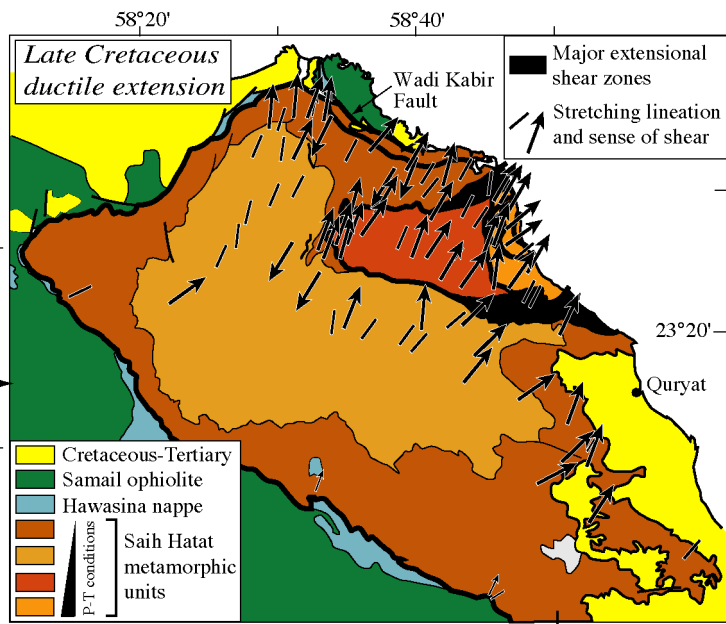 58°20'
58°40'
Late Cretaceous
ductile extension
Wadi Kabir
Fault
Major extensional
shear zones
Stretching lineation
and sense of shear
23°20'
Quryat
Cretaceous-Tertiary
Samail ophiolite
Hawasina nappe
P-T conditions
Saih Hatat
metamorphic
units